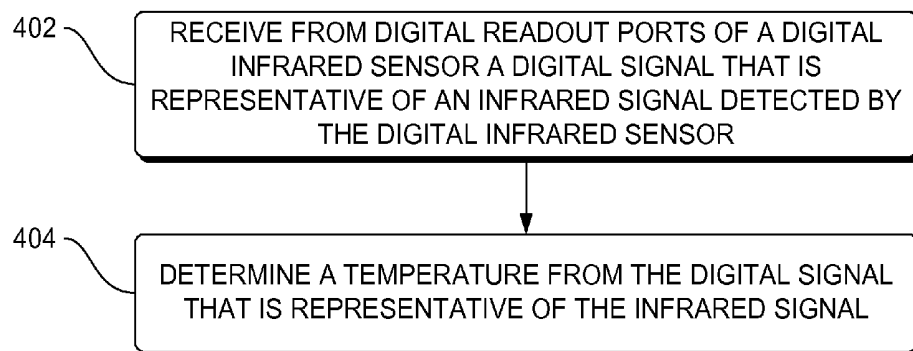 402
RECEIVE FROM DIGITAL READOUT PORTS OF A DIGITAL
INFRARED SENSOR A DIGITAL SIGNAL THAT IS
REPRESENTATIVE OF AN INFRARED SIGNAL DETECTED BY
THE DIGITAL INFRARED SENSOR
404
DETERMINE A TEMPERATURE FROM THE DIGITAL SIGNAL
THAT IS REPRESENTATIVE OF THE INFRARED SIGNAL